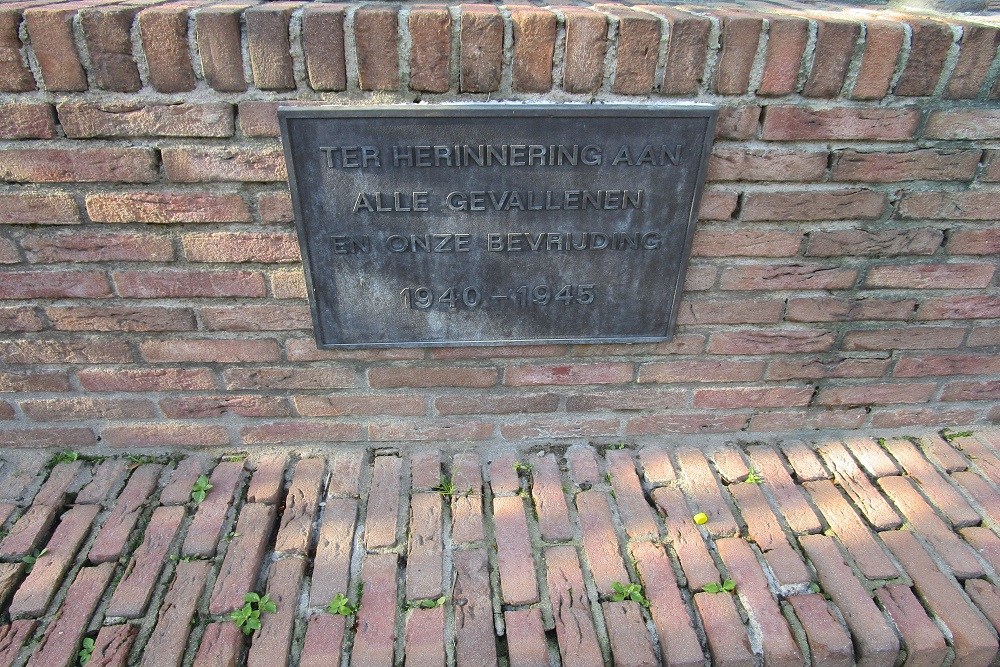 TER HERINNERING AAN
ALLE GEVALLENEN
EN ONZE BEVRIJDING
1940 - 1945